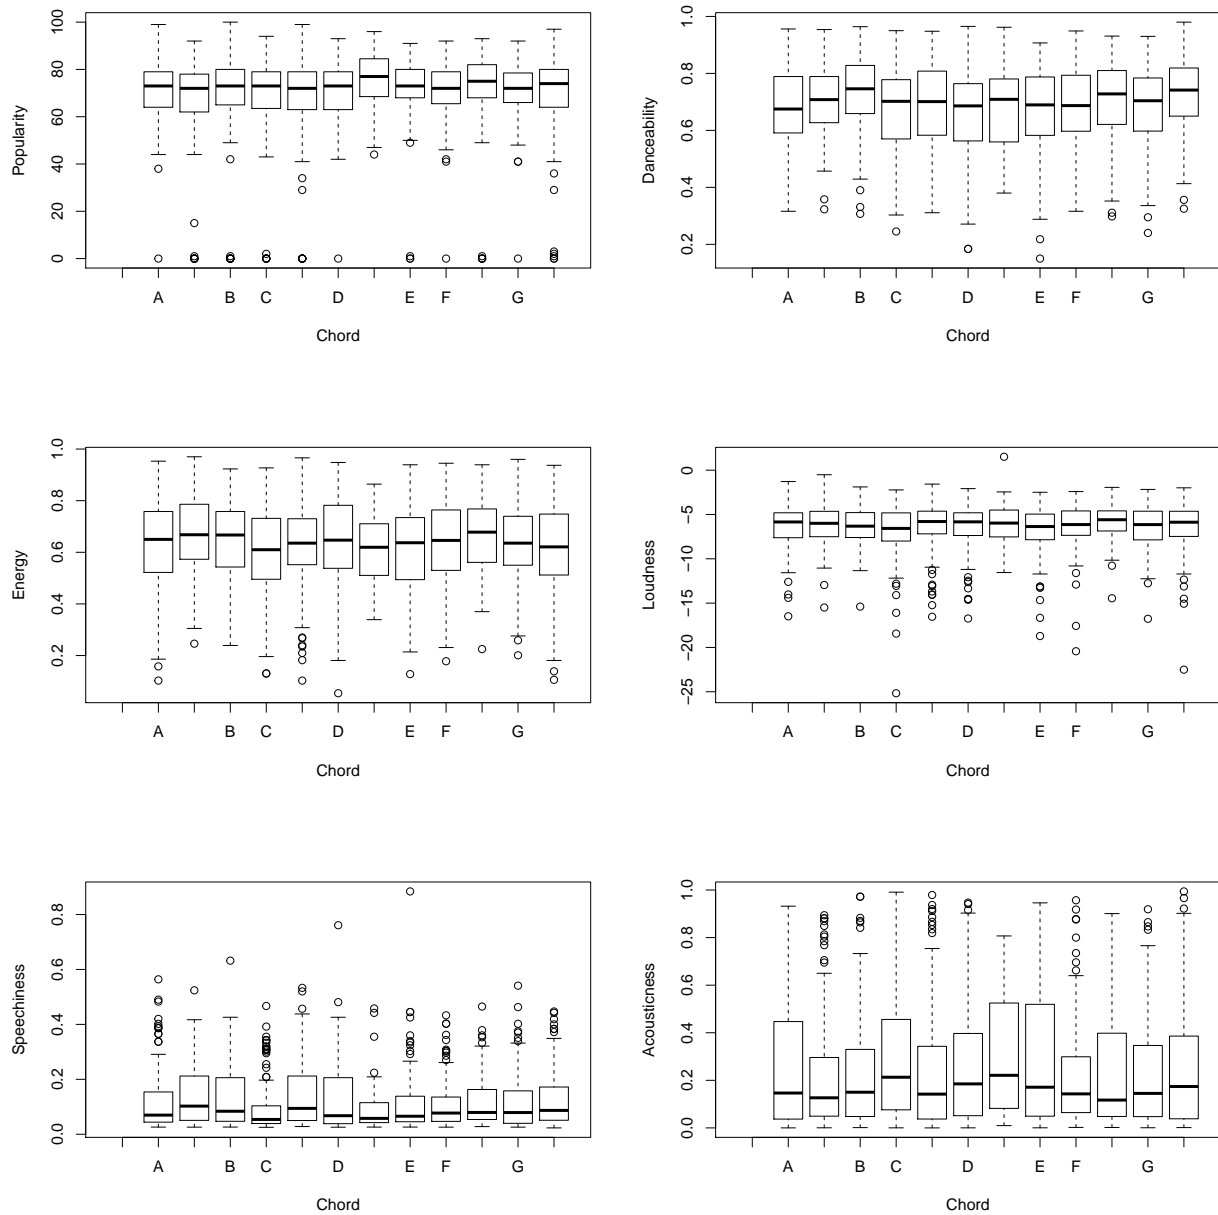 Popularity
0 20 40 60 80 100
A B C D E F G
Chord
Danceability
0.2 0.4 0.6 0.8 1.0
A B C D E F G
Chord
Energy
0.2 0.4 0.6 0.8 1.0
A B C D E F G
Chord
Loudness
−25 −20 −15 −10 −5 0
A B C D E F G
Chord
Speechiness
0.0 0.2 0.4 0.6 0.8
A B C D E F G
Chord
Acousticness
0.0 0.2 0.4 0.6 0.8 1.0
A B C D E F G
Chord